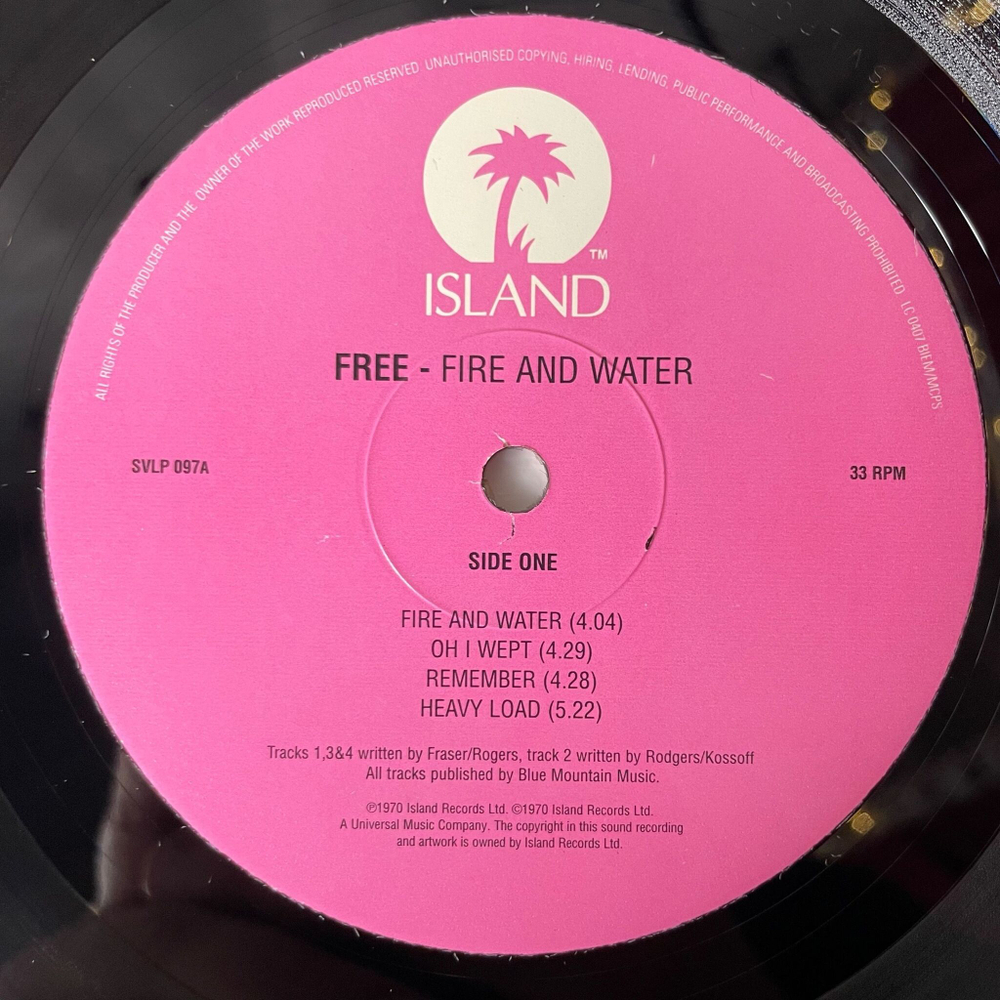 ALL RIGHTS OF THE PRODUCER AND THE OWNER OF THE WORK REPRODUCED RESERVED UNAUTHORISED COPYING, HIRING, LENDING, PUBLIC PERFORMANCE AND BROADCASTING PROHIBITED LC 0407 BIEM/MCPS
TM
ISLAND
FREE - FIRE AND WATER
SVLP 097A
33 RPM
SIDE ONE
FIRE AND WATER (4.04)
OH I WEPT (4.29)
REMEMBER (4.28)
HEAVY LOAD (5.22)
Tracks 1,3&4 written by Fraser/Rogers, track 2 written by Rodgers/Kossoff
All tracks published by Blue Mountain Music.
℗1970 Island Records Ltd. ©1970 Island Records Ltd.
A Universal Music Company. The copyright in this sound recording
and artwork is owned by Island Records Ltd.